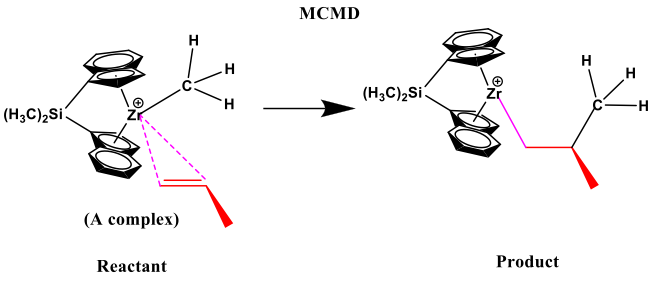 MCMD
H
H
C
H
(H₃C)₂Si
Zr
⊕
(A complex)
Reactant
H
H
C
H
(H₃C)₂Si
Zr
⊕
Product